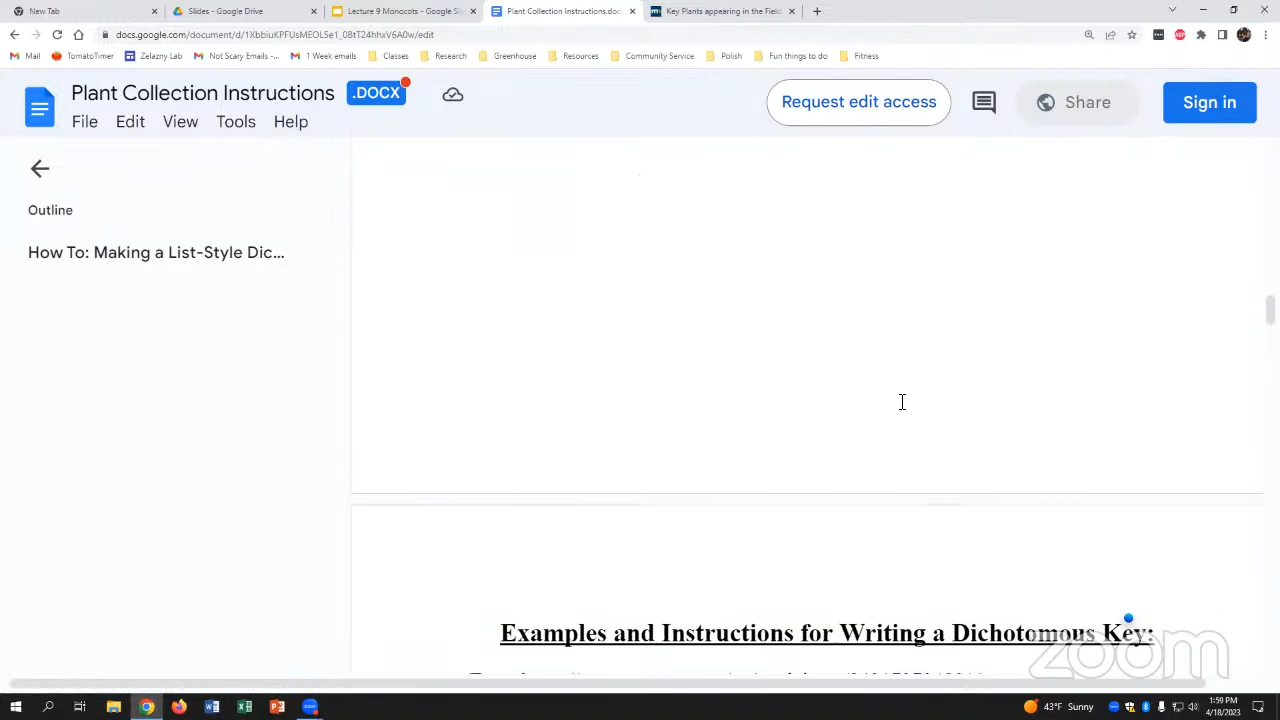 New Tab
Slides - Google Drive
Lecture 9 Monocots - Google Sl
Plant Collection Instructions.doc
Key Plants appearing in the Field
docs.google.com/document/d/1XbbiuKPFUsMEOL5e1_08tT24hhxV6A0w/edit
Mail
TomatoTimer
Zelazny Lab
Not Scary Emails -...
1 Week emails
Classes
Research
Greenhouse
Resources
Community Service
Polish
Fun things to do
Fitness
Plant Collection Instructions
.DOCX
Request edit access
Share
Sign in
File
Edit
View
Tools
Help
Outline
How To: Making a List-Style Dic...
Examples and Instructions for Writing a Dichotomous Key:
zoom
43°F Sunny
1:59 PM
4/18/2023